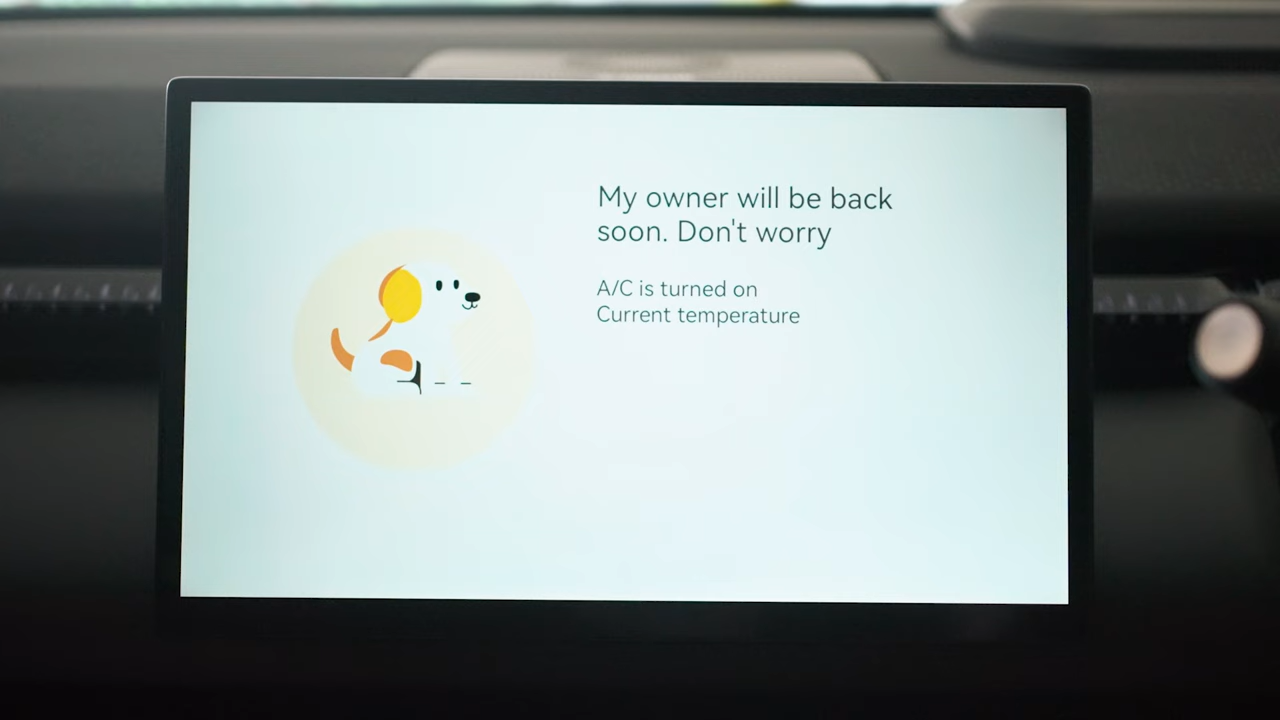 My owner will be back
soon. Don't worry
A/C is turned on
Current temperature